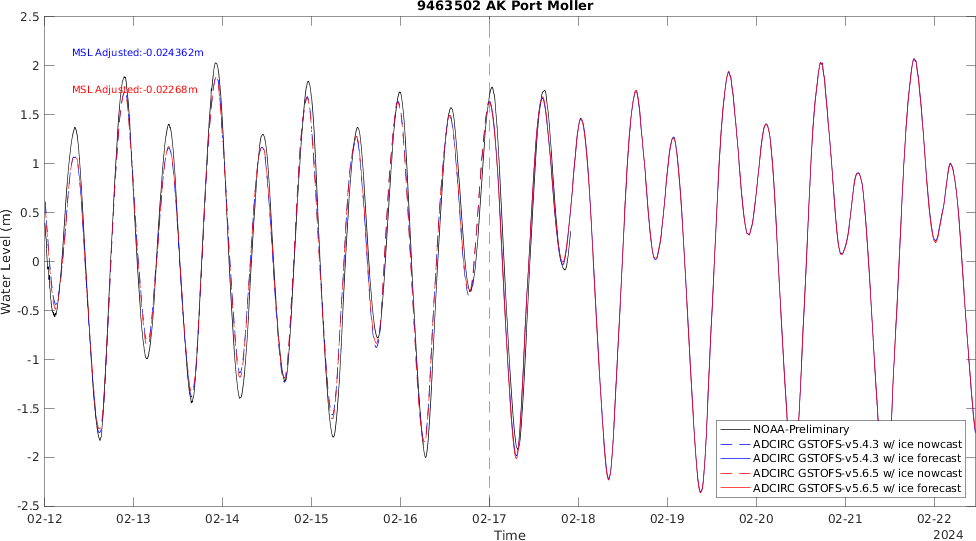 9463502 AK Port Moller
MSL Adjusted:-0.024362m
MSL Adjusted:-0.02268m
Water Level (m)
2.5
2
1.5
1
0.5
0
-0.5
-1
-1.5
-2
-2.5
NOAA-Preliminary
ADCIRC GSTOFS-v5.4.3 w/ ice nowcast
ADCIRC GSTOFS-v5.4.3 w/ ice forecast
ADCIRC GSTOFS-v5.6.5 w/ ice nowcast
ADCIRC GSTOFS-v5.6.5 w/ ice forecast
02-12 02-13 02-14 02-15 02-16 02-17 02-18 02-19 02-20 02-21 02-22
Time
2024